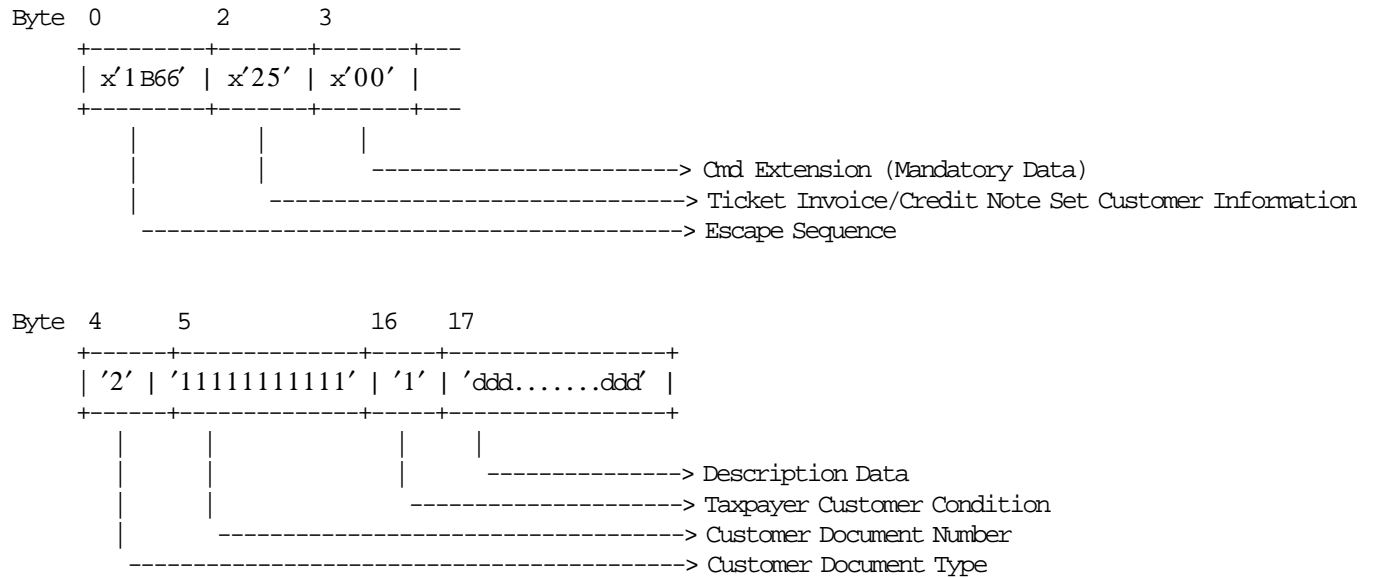 Byte 0 2 3
+---------+-------+-------+---
| x′1B66′ | x′25′ | x′00′ |
+---------+-------+-------+---
| | |
| | ------------------------> Cmd Extension (Mandatory Data)
| --------------------------------> Ticket Invoice/Credit Note Set Customer Information
------------------------------------------> Escape Sequence
Byte 4 5 16 17
+------+--------------+-----+-----------------+
| ′2′ | ′11111111111′ | ′1′ | ′ddd.......ddd′ |
+------+--------------+-----+-----------------+
| | | |
| | | ---------------> Description Data
| | ---------------------> Taxpayer Customer Condition
| ------------------------------------> Customer Document Number
-------------------------------------------> Customer Document Type